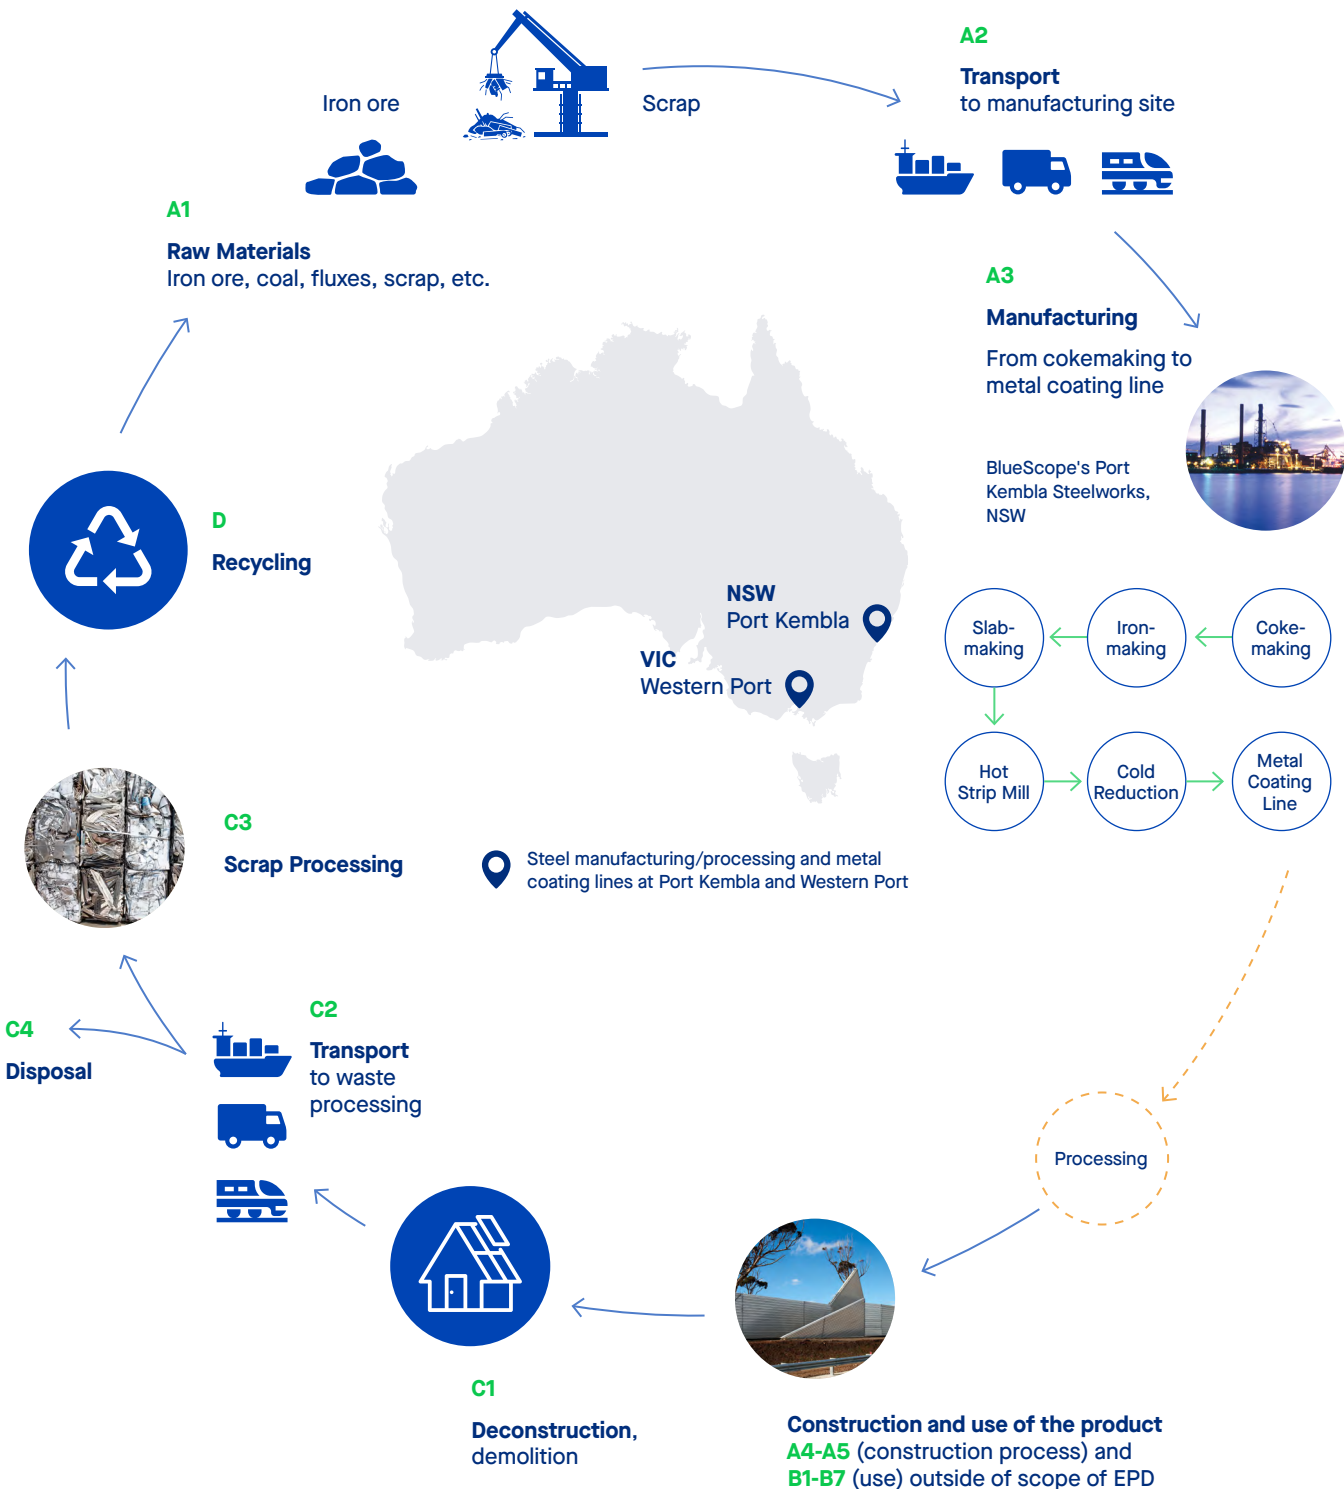 Iron ore
Scrap
A2
Transport
to manufacturing site
A1
Raw Materials
Iron ore, coal, fluxes, scrap, etc.
A3
Manufacturing
From cokemaking to
metal coating line
BlueScope's Port
Kembla Steelworks,
NSW
D
Recycling
NSW
Port Kembla
VIC
Western Port
Slab-
making
Iron-
making
Coke-
making
Hot
Strip Mill
Cold
Reduction
Metal
Coating
Line
C3
Scrap Processing
Steel manufacturing/processing and metal
coating lines at Port Kembla and Western Port
C2
Transport
to waste
processing
C4
Disposal
Processing
C1
Deconstruction,
demolition
Construction and use of the product
A4-A5 (construction process) and
B1-B7 (use) outside of scope of EPD